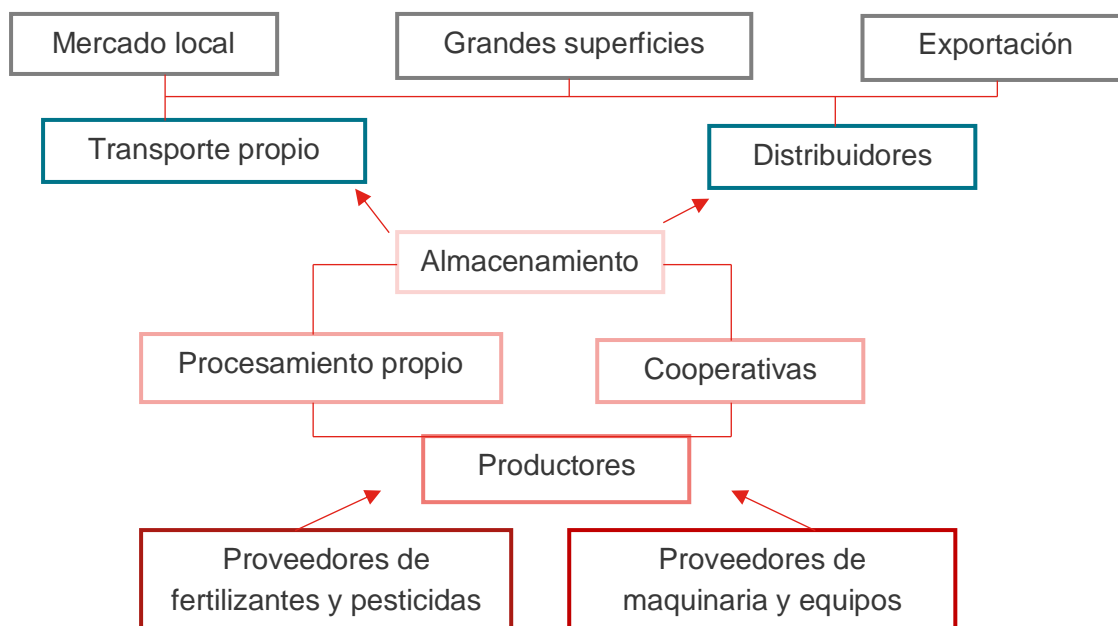 Mercado local
Grandes superficies
Exportación
Transporte propio
Distribuidores
Almacenamiento
Procesamiento propio
Cooperativas
Productores
Proveedores de
fertilizantes y pesticidas
Proveedores de
maquinaria y equipos